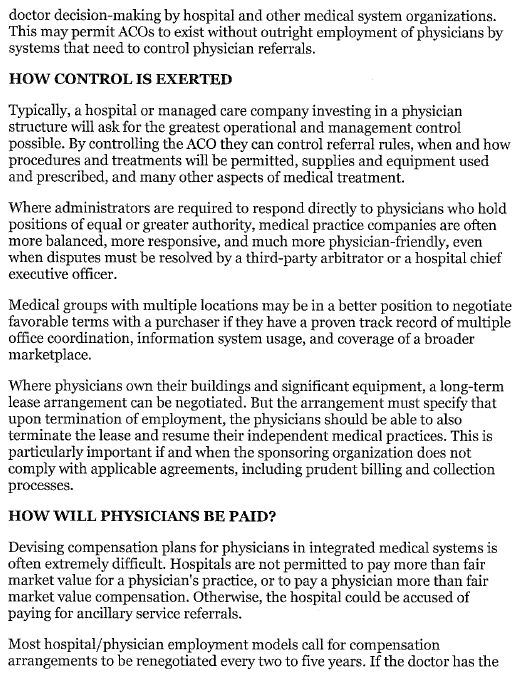 doctor decision-making by hospital and other medical system organizations.
This may permit ACOs to exist without outright employment of physicians by
systems that need to control physician referrals.
HOW CONTROL IS EXERTED
Typically, a hospital or managed care company investing in a physician
structure will ask for the greatest operational and management control
possible. By controlling the ACO they can control referral rules, when and how
procedures and treatments will be permitted, supplies and equipment used
and prescribed, and many other aspects of medical treatment.
Where administrators are required to respond directly to physicians who hold
positions of equal or greater authority, medical practice companies are often
more balanced, more responsive, and much more physician-friendly, even
when disputes must be resolved by a third-party arbitrator or a hospital chief
executive officer.
Medical groups with multiple locations may be in a better position to negotiate
favorable terms with a purchaser if they have a proven track record of multiple
office coordination, information system usage, and coverage of a broader
marketplace.
Where physicians own their buildings and significant equipment, a long-term
lease arrangement can be negotiated. But the arrangement must specify that
upon termination of employment, the physicians should be able to also
terminate the lease and resume their independent medical practices. This is
particularly important if and when the sponsoring organization does not
comply with applicable agreements, including prudent billing and collection
processes.
HOW WILL PHYSICIANS BE PAID?
Devising compensation plans for physicians in integrated medical systems is
often extremely difficult. Hospitals are not permitted to pay more than fair
market value for a physician's practice, or to pay a physician more than fair
market value compensation. Otherwise, the hospital could be accused of
paying for ancillary service referrals.
Most hospital/physician employment models call for compensation
arrangements to be renegotiated every two to five years. If the doctor has the